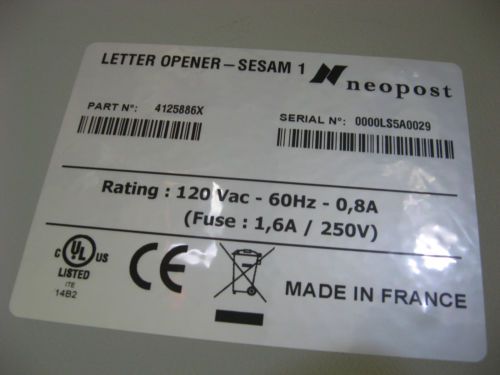 LETTER OPENER – SESAM 1
neopost
PART N°: 4125886X
SERIAL N°: 0000LS5A0029
Rating : 120 Vac - 60Hz - 0,8A
(Fuse : 1,6A / 250V)
C UL US
LISTED
ITE
14B2
CE
MADE IN FRANCE